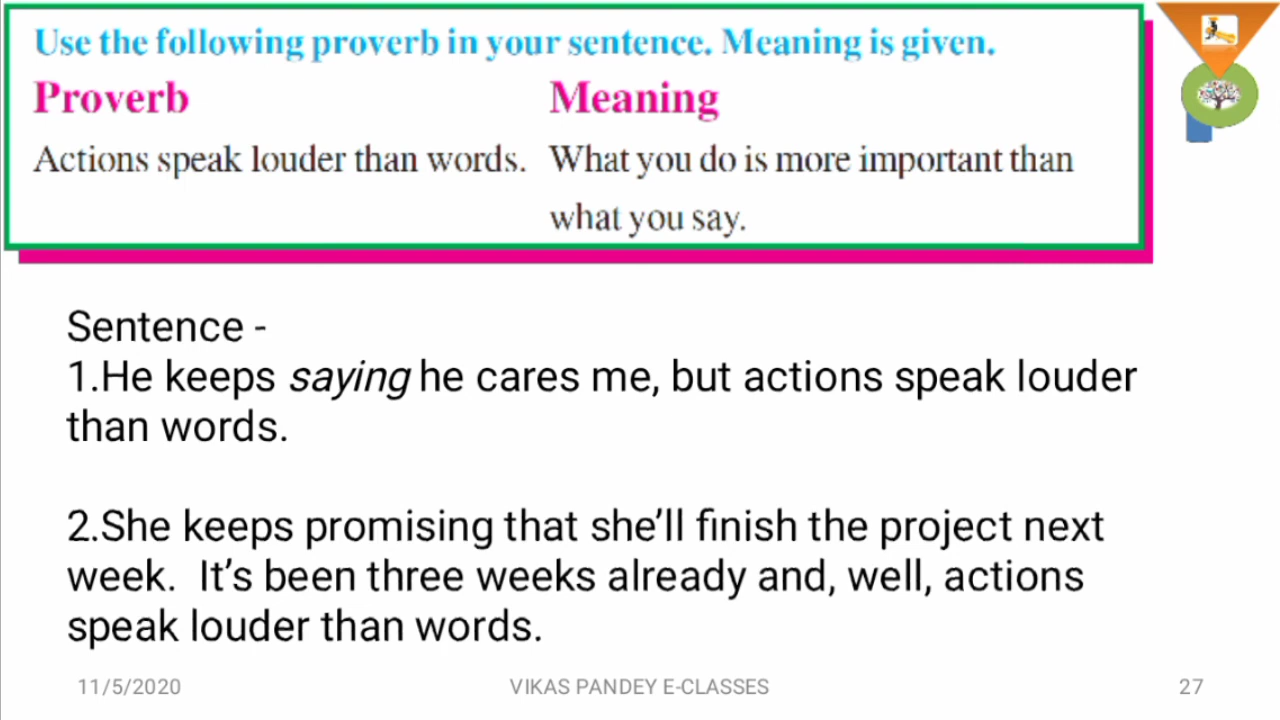 Use the following proverb in your sentence. Meaning is given.
Proverb Meaning
Actions speak louder than words. What you do is more important than
what you say.
Sentence -
1.He keeps saying he cares me, but actions speak louder
than words.
2.She keeps promising that she’ll finish the project next
week.  It’s been three weeks already and, well, actions
speak louder than words.
11/5/2020 VIKAS PANDEY E-CLASSES 27